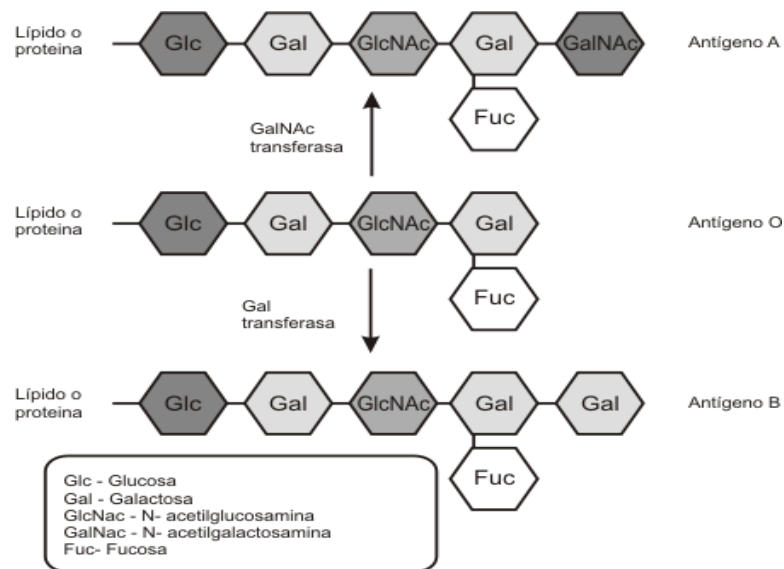 Lípido o
proteina
Glc
Gal
GlcNAc
Gal
GalNAc
Antígeno A
Fuc
GalNAc
transferasa
Lípido o
proteina
Glc
Gal
GlcNAc
Gal
Antígeno O
Fuc
Gal
transferasa
Lípido o
proteina
Glc
Gal
GlcNAc
Gal
Gal
Antígeno B
Fuc
Glc - Glucosa
Gal - Galactosa
GlcNac - N- acetilglucosamina
GalNac - N- acetilgalactosamina
Fuc- Fucosa